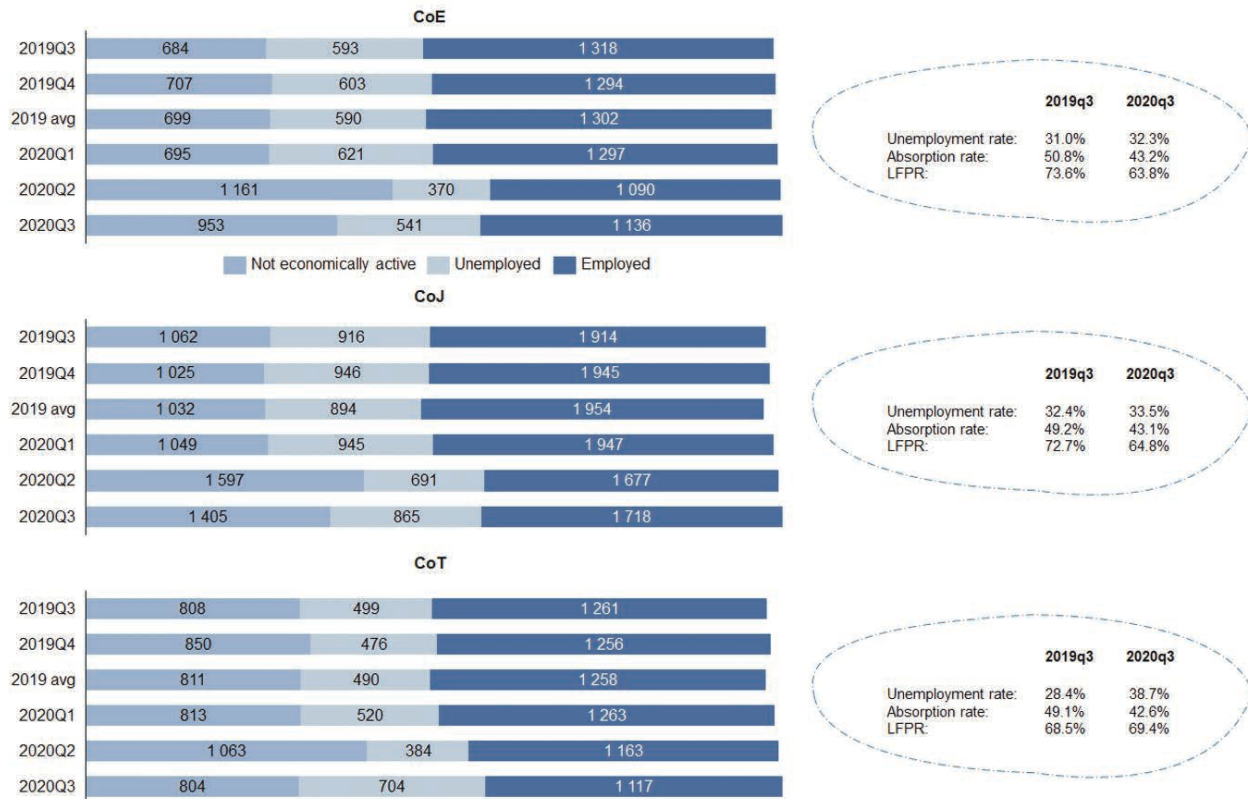 CoE
2019Q3 684 593 1 318
2019Q4 707 603 1 294
2019 avg 699 590 1 302
2020Q1 695 621 1 297
2020Q2 1 161 370 1 090
2020Q3 953 541 1 136
2019q3 2020q3
Unemployment rate: 31.0% 32.3%
Absorption rate: 50.8% 43.2%
LFPR: 73.6% 63.8%
Not economically active Unemployed Employed
CoJ
2019Q3 1 062 916 1 914
2019Q4 1 025 946 1 945
2019 avg 1 032 894 1 954
2020Q1 1 049 945 1 947
2020Q2 1 597 691 1 677
2020Q3 1 405 865 1 718
2019q3 2020q3
Unemployment rate: 32.4% 33.5%
Absorption rate: 49.2% 43.1%
LFPR: 72.7% 64.8%
CoT
2019Q3 808 499 1 261
2019Q4 850 476 1 256
2019 avg 811 490 1 258
2020Q1 813 520 1 263
2020Q2 1 063 384 1 163
2020Q3 804 704 1 117
2019q3 2020q3
Unemployment rate: 28.4% 38.7%
Absorption rate: 49.1% 42.6%
LFPR: 68.5% 69.4%